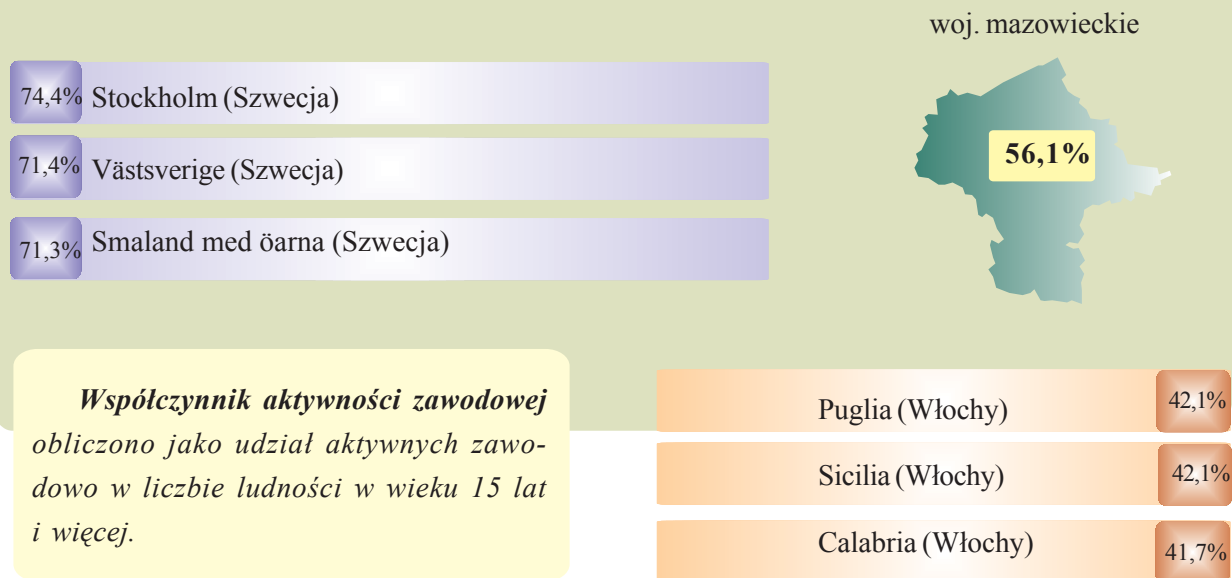 woj. mazowieckie
56,1%
74,4% Stockholm (Szwecja)
71,4% Västsverige (Szwecja)
71,3% Smaland med öarna (Szwecja)
Współczynnik aktywności zawodowej
obliczono jako udział aktywnych zawo-
dowo w liczbie ludności w wieku 15 lat
i więcej.
Puglia (Włochy) 42,1%
Sicilia (Włochy) 42,1%
Calabria (Włochy) 41,7%